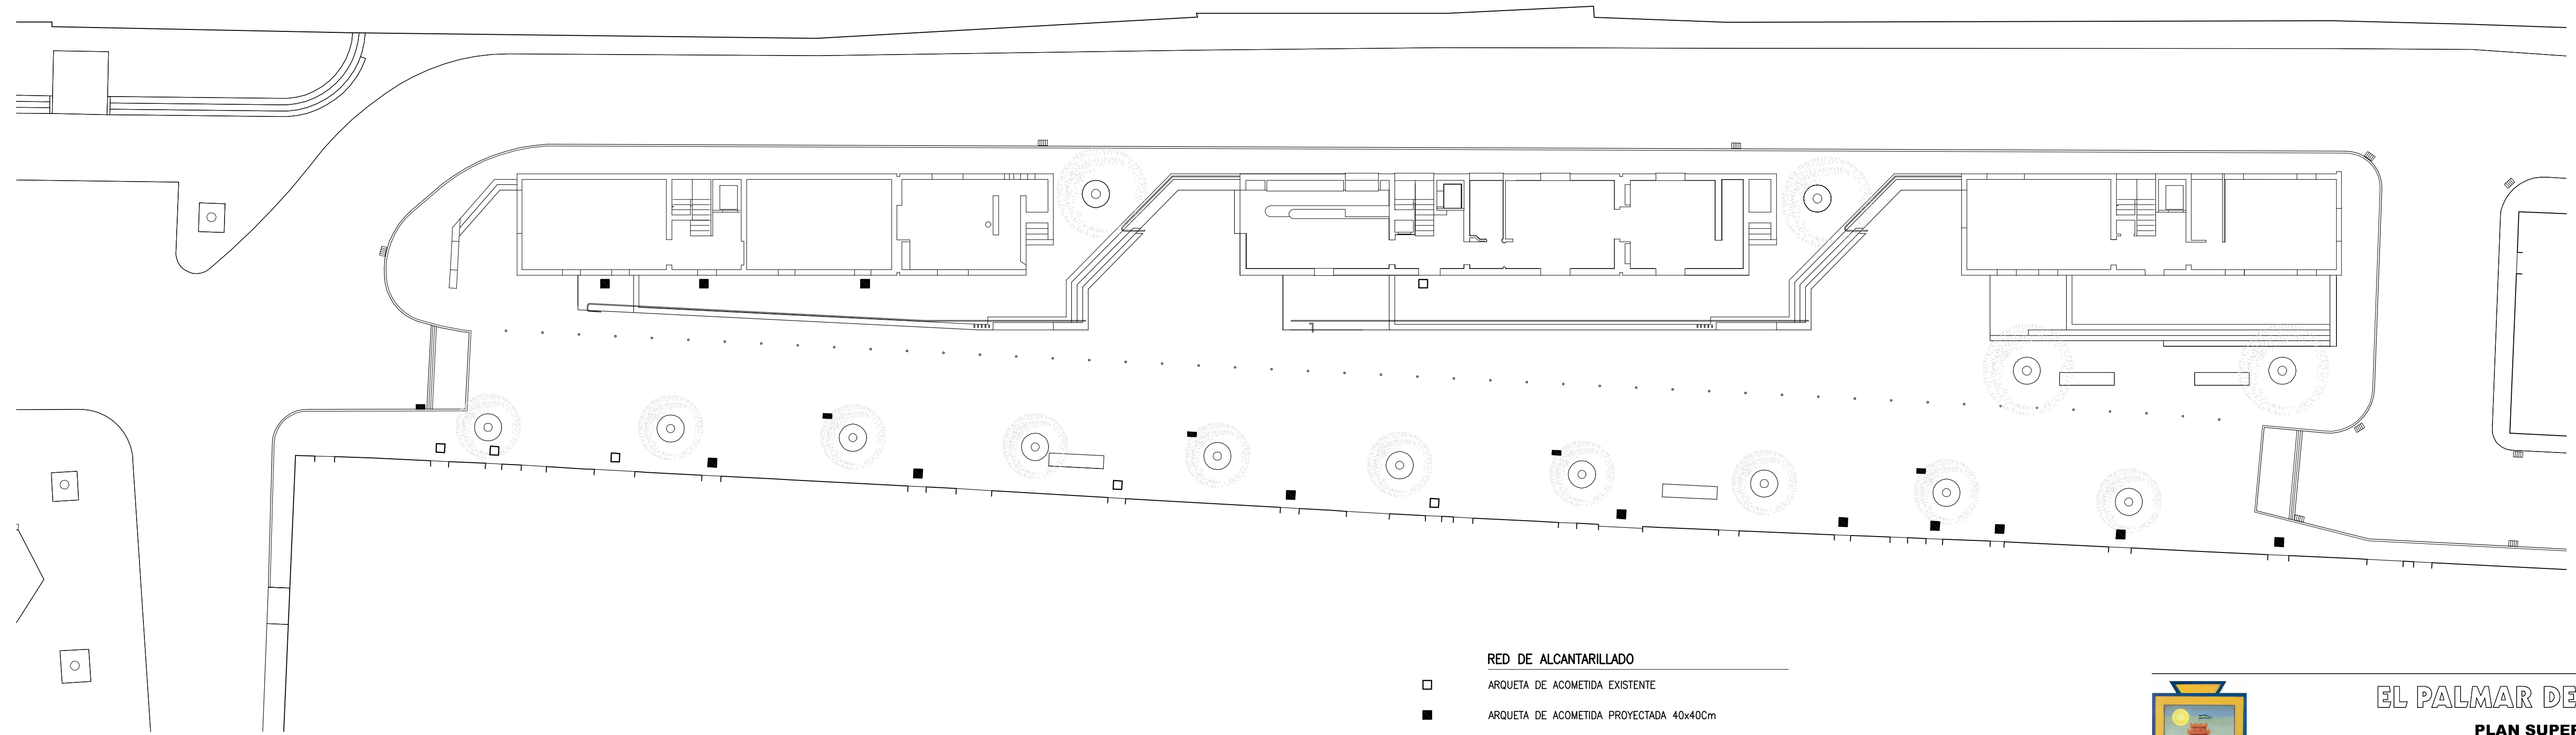 RED DE ALCANTARILLADO
ARQUETA DE ACOMETIDA EXISTENTE
ARQUETA DE ACOMETIDA PROYECTADA 40x40Cm
EL PALMAR DE
PLAN SUPER